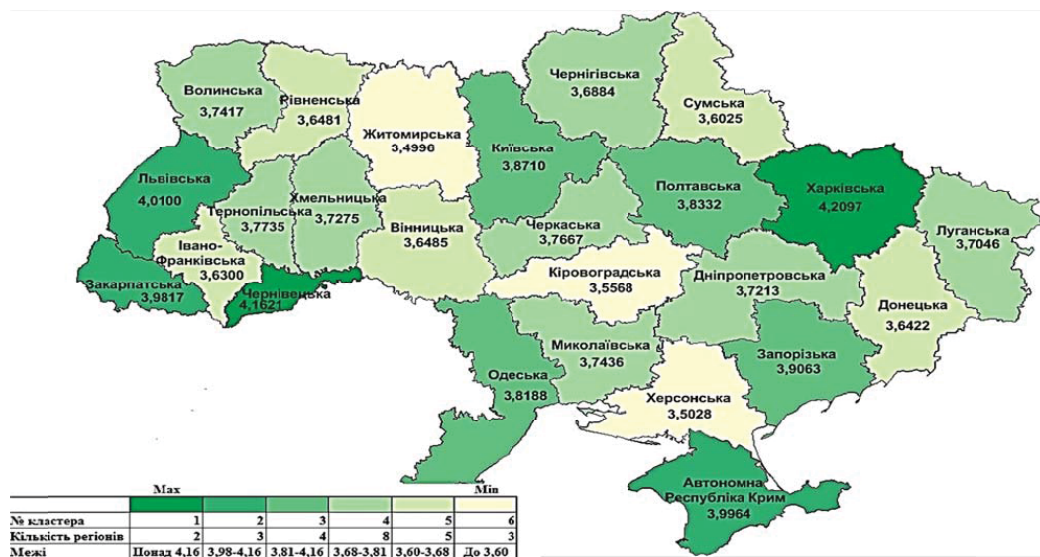 Волинська
3,7417
Рівненська
3,6481
Житомирська
3,4990
Київська
3,8710
Чернігівська
3,6884
Сумська
3,6025
Львівська
4,0100
Тернопільська
3,7735
Хмельницька
3,7275
Вінницька
3,6485
Черкаська
3,7667
Полтавська
3,8332
Харківська
4,2097
Луганська
3,7046
Івано-
Франківська
3,6300
Закарпатська
3,9817
Чернівецька
4,1621
Кіровоградська
3,5568
Дніпропетровська
3,7213
Донецька
3,6422
Одеська
3,8188
Миколаївська
3,7436
Запорізька
3,9063
Херсонська
3,5028
Автономна
Республіка Крим
3,9964
Max Min
№ кластера 1 2 3 4 5 6
Кількість регіонів 2 3 4 8 5 3
Межі Понад 4,16 3,98-4,16 3,81-4,16 3,68-3,81 3,60-3,68 До 3,60